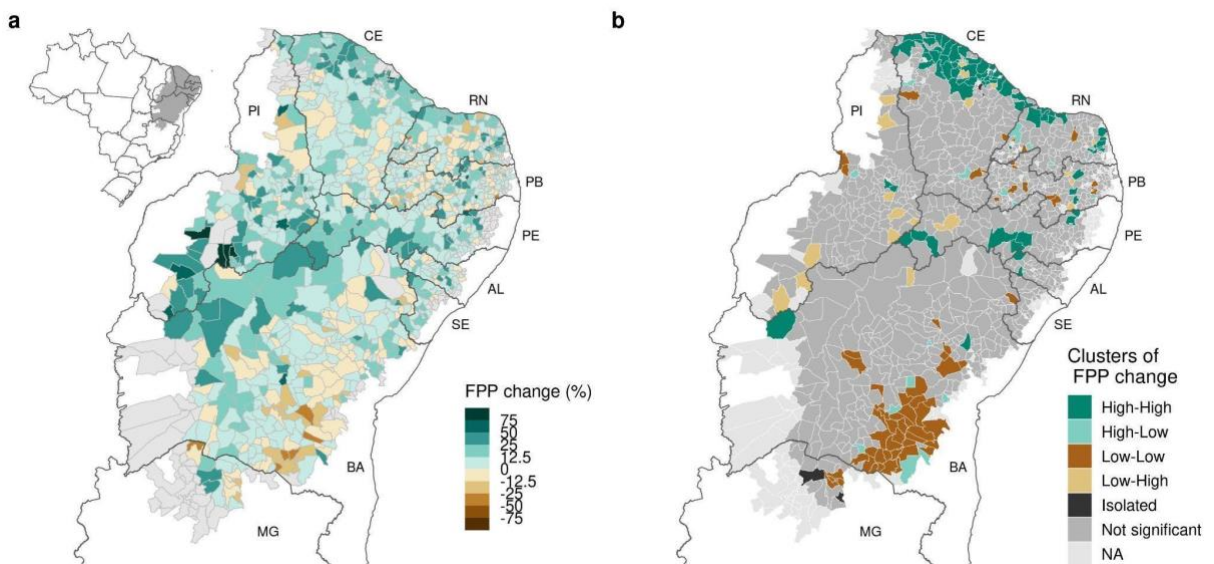 a
CE
PI
RN
PB
PE
AL
SE
BA
MG
FPP change (%)
75
50
25
12.5
0
-12.5
-25
-50
-75
b
CE
PI
RN
PB
PE
AL
SE
BA
MG
Clusters of
FPP change
High-High
High-Low
Low-Low
Low-High
Isolated
Not significant
NA